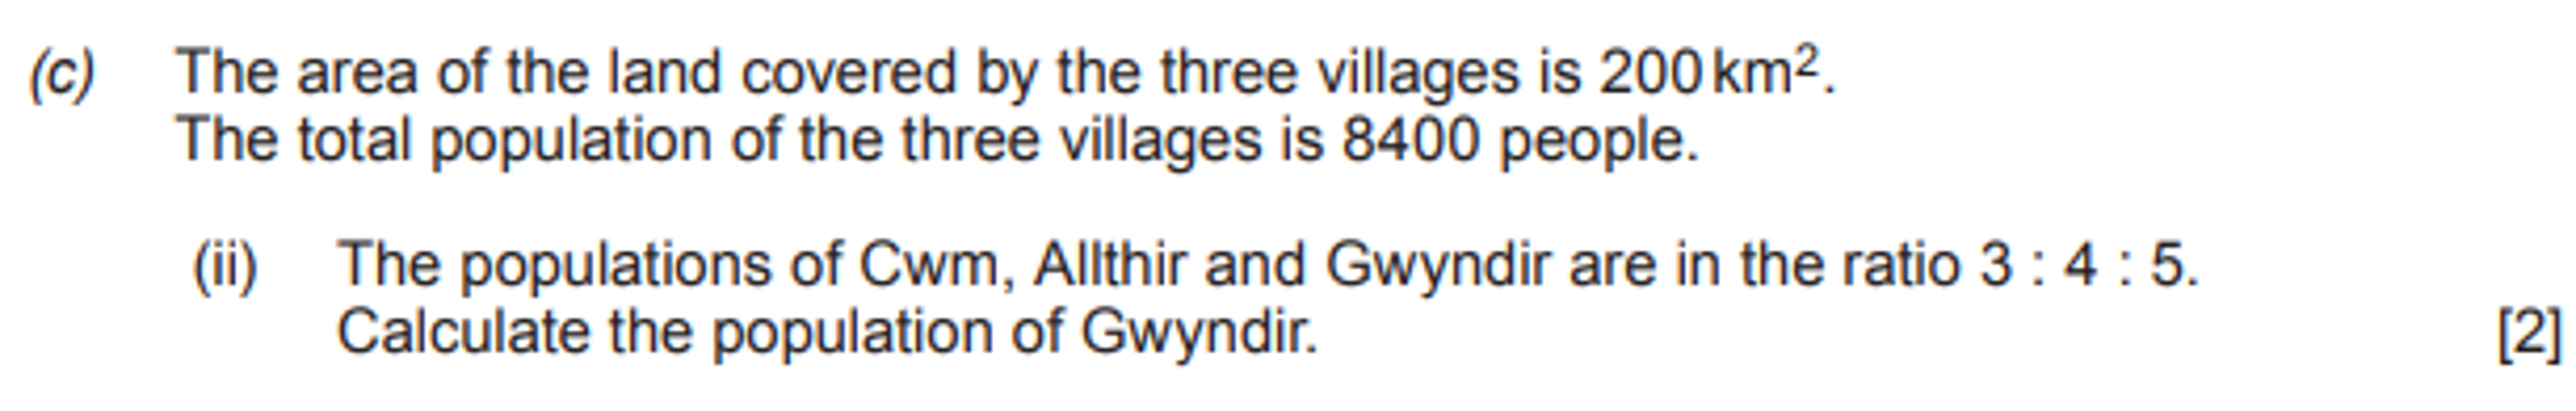 (c) The area of the land covered by the three villages is 200 km².
The total population of the three villages is 8400 people.
(ii) The populations of Cwm, Allthir and Gwyndir are in the ratio 3 : 4 : 5.
Calculate the population of Gwyndir. [2]